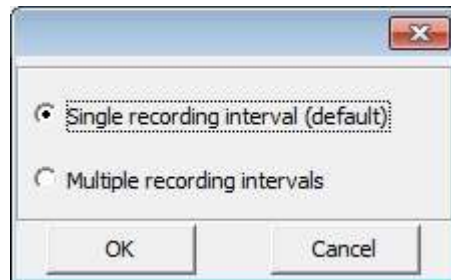 Single recording interval (default)
Multiple recording intervals
OK
Cancel